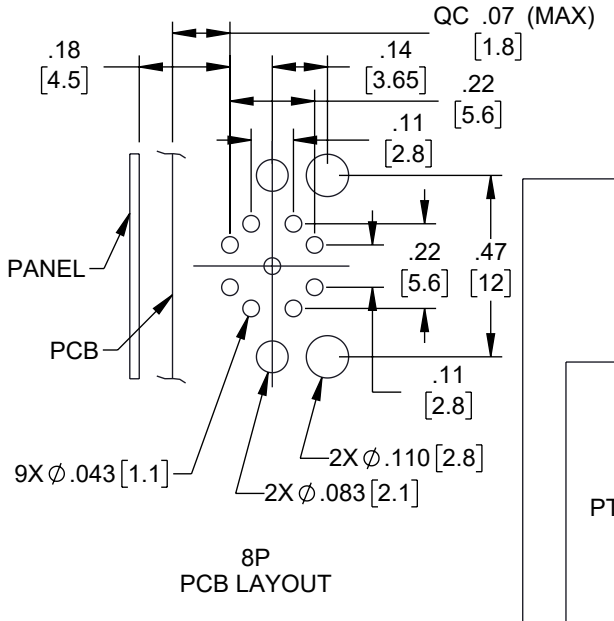 QC .07 (MAX)
[1.8]
.18
[4.5]
.14
[3.65]
.22
[5.6]
.11
[2.8]
PANEL
.22
[5.6]
.47
[12]
PCB
.11
[2.8]
2X ⌀.110[2.8]
9X ⌀.043[1.1]
2X ⌀.083[2.1]
8P
PCB LAYOUT
PT